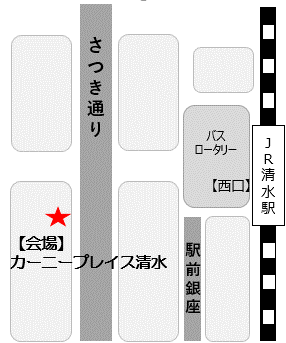 さつき通り
バス
ロータリー
【西口】
JR清水駅
【会場】
カーニープレイス清水
駅前銀座